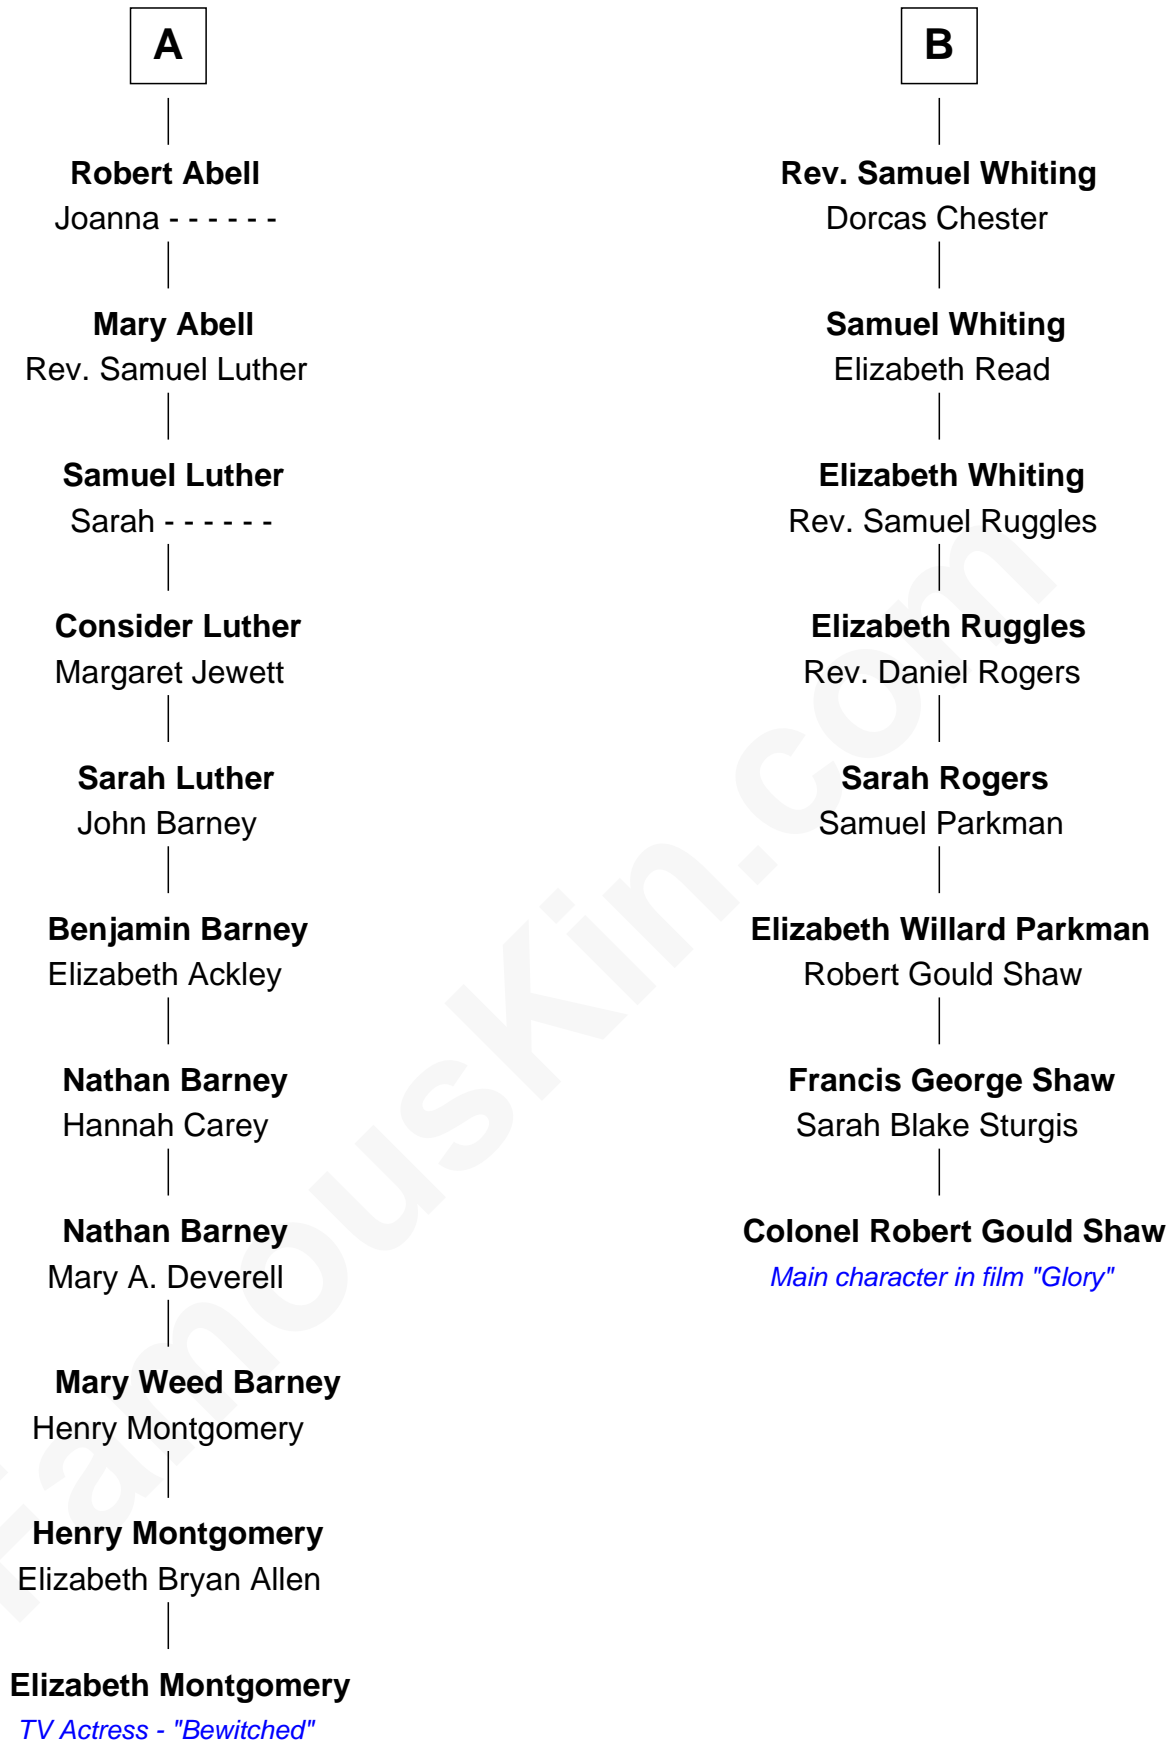 A
Robert Abell
Joanna - - - - - -
Mary Abell
Rev. Samuel Luther
Samuel Luther
Sarah - - - - - -
Consider Luther
Margaret Jewett
Sarah Luther
John Barney
Benjamin Barney
Elizabeth Ackley
Nathan Barney
Hannah Carey
Nathan Barney
Mary A. Deverell
Mary Weed Barney
Henry Montgomery
Henry Montgomery
Elizabeth Bryan Allen
Elizabeth Montgomery
TV Actress - "Bewitched"
B
Rev. Samuel Whiting
Dorcas Chester
Samuel Whiting
Elizabeth Read
Elizabeth Whiting
Rev. Samuel Ruggles
Elizabeth Ruggles
Rev. Daniel Rogers
Sarah Rogers
Samuel Parkman
Elizabeth Willard Parkman
Robert Gould Shaw
Francis George Shaw
Sarah Blake Sturgis
Colonel Robert Gould Shaw
Main character in film "Glory"
FamousKin.com